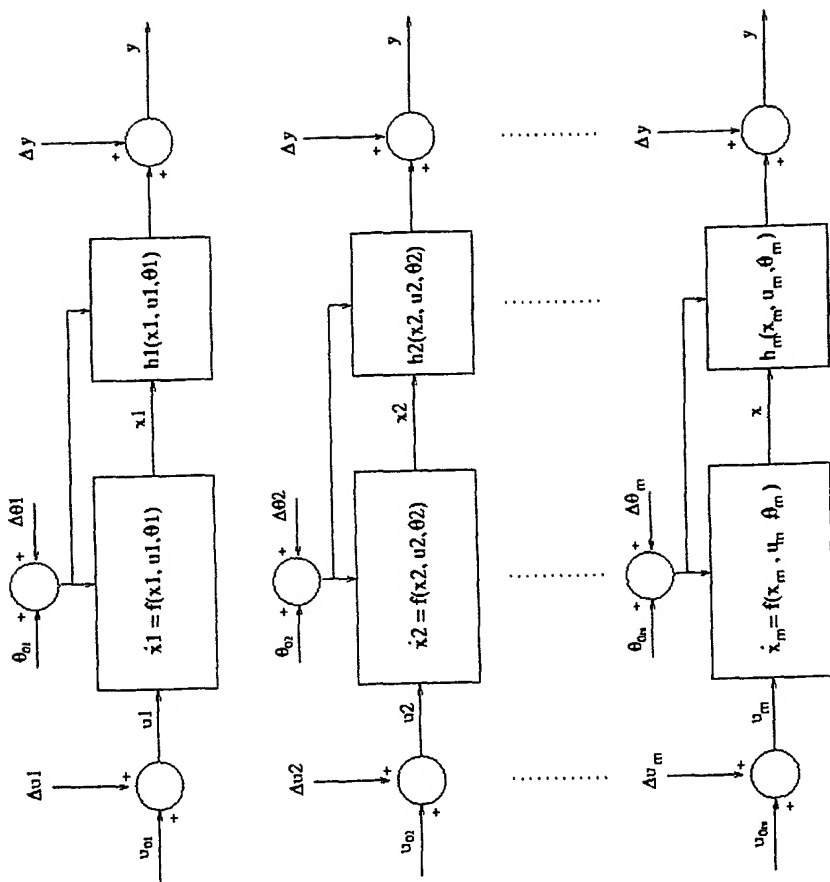 u₀₁
Δu1
+
+
u1
θ₀₁
Δθ1
+
+
ẋ1 = f(x1, u1,θ1)
x1
h1(x1, u1,θ1)
Δy
+
+
y
u₀₂
Δu2
+
+
u2
θ₀₂
Δθ2
+
+
ẋ2 = f(x2, u2,θ2)
x2
h2(x2, u2,θ2)
Δy
+
+
y
u₀ₘ
Δuₘ
+
+
uₘ
θ₀ₘ
Δθₘ
+
+
ẋₘ = f(xₘ , uₘ θₘ)
x
hₘ(xₘ, uₘ,θₘ)
Δy
+
+
y